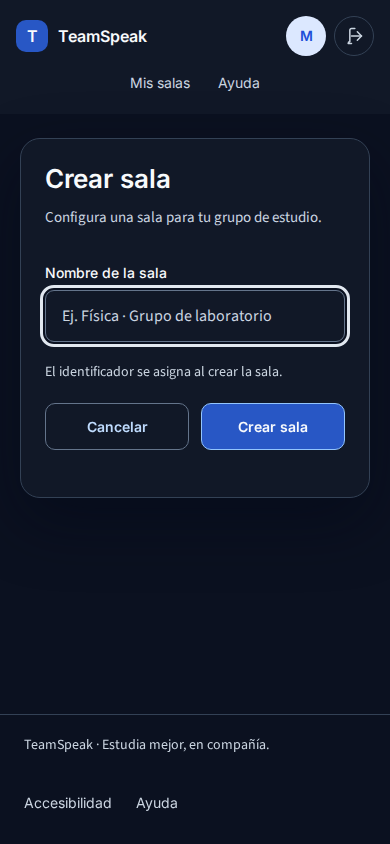 T TeamSpeak M
Mis salas Ayuda
Crear sala
Configura una sala para tu grupo de estudio.
Nombre de la sala
Ej. Física · Grupo de laboratorio
El identificador se asigna al crear la sala.
Cancelar Crear sala
TeamSpeak · Estudia mejor, en compañía.
Accesibilidad Ayuda